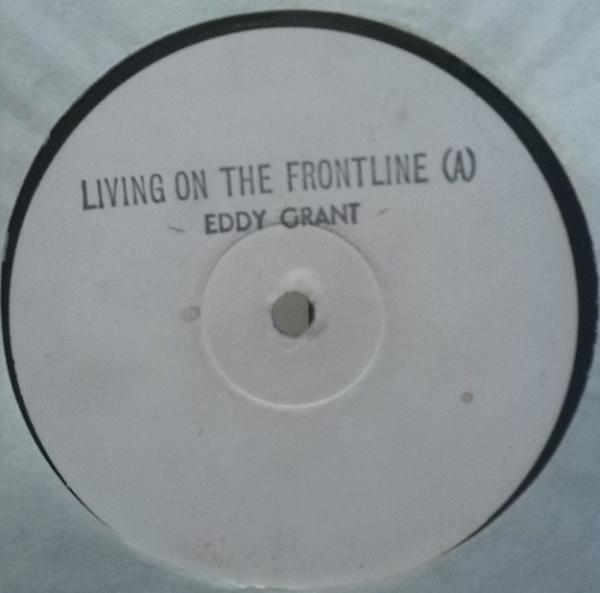 LIVING ON THE FRONTLINE (A)
EDDY GRANT